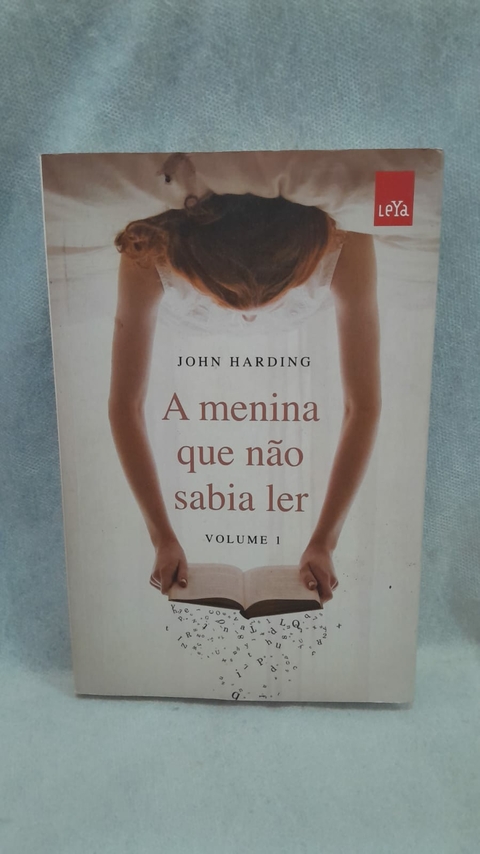 LeYa
JOHN HARDING
A menina
que não
sabia ler
VOLUME 1